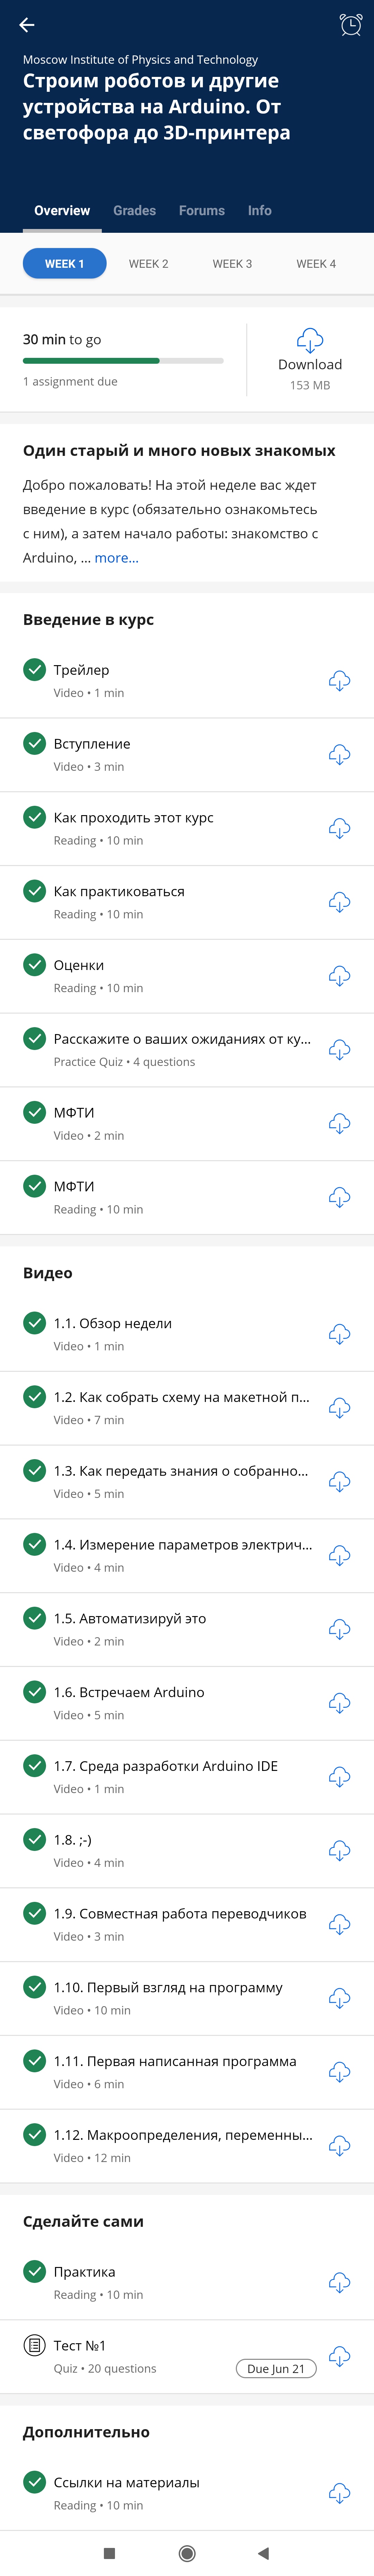 Moscow Institute of Physics and Technology
Строим роботов и другие
устройства на Arduino. От
светофора до 3D-принтера
Overview Grades Forums Info
WEEK 1 WEEK 2 WEEK 3 WEEK 4
30 min to go
1 assignment due
Download
153 MB
Один старый и много новых знакомых
Добро пожаловать! На этой неделе вас ждет
введение в курс (обязательно ознакомьтесь
с ним), а затем начало работы: знакомство с
Arduino, ... more...
Введение в курс
Трейлер
Video • 1 min
Вступление
Video • 3 min
Как проходить этот курс
Reading • 10 min
Как практиковаться
Reading • 10 min
Оценки
Reading • 10 min
Расскажите о ваших ожиданиях от ку...
Practice Quiz • 4 questions
МФТИ
Video • 2 min
МФТИ
Reading • 10 min
Видео
1.1. Обзор недели
Video • 1 min
1.2. Как собрать схему на макетной п...
Video • 7 min
1.3. Как передать знания о собранно...
Video • 5 min
1.4. Измерение параметров электрич...
Video • 4 min
1.5. Автоматизируй это
Video • 2 min
1.6. Встречаем Arduino
Video • 5 min
1.7. Среда разработки Arduino IDE
Video • 1 min
1.8. ;-)
Video • 4 min
1.9. Совместная работа переводчиков
Video • 3 min
1.10. Первый взгляд на программу
Video • 10 min
1.11. Первая написанная программа
Video • 6 min
1.12. Макроопределения, переменны...
Video • 12 min
Сделайте сами
Практика
Reading • 10 min
Тест №1
Quiz • 20 questions
Due Jun 21
Дополнительно
Ссылки на материалы
Reading • 10 min